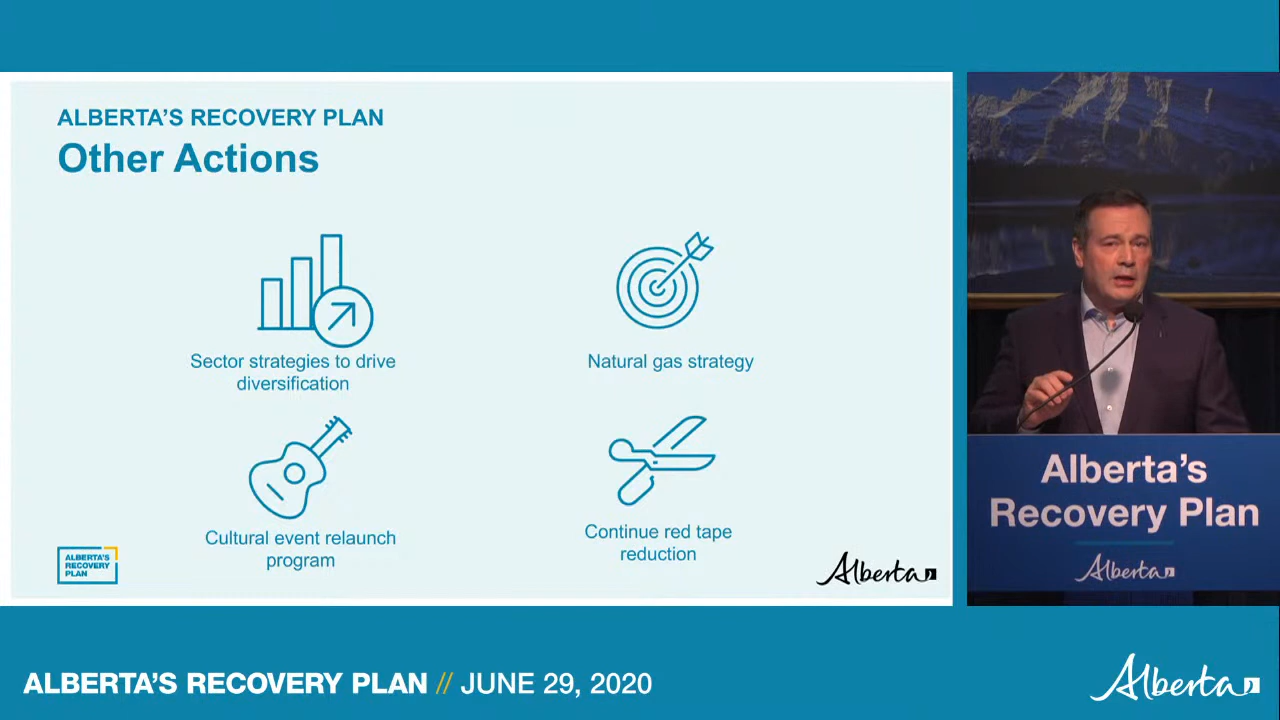 ALBERTA'S RECOVERY PLAN
Other Actions
Sector strategies to drive
diversification
Natural gas strategy
Cultural event relaunch
program
Continue red tape
reduction
ALBERTA'S
RECOVERY
PLAN
Alberta
Alberta's
Recovery Plan
Alberta
ALBERTA'S RECOVERY PLAN // JUNE 29, 2020
Alberta